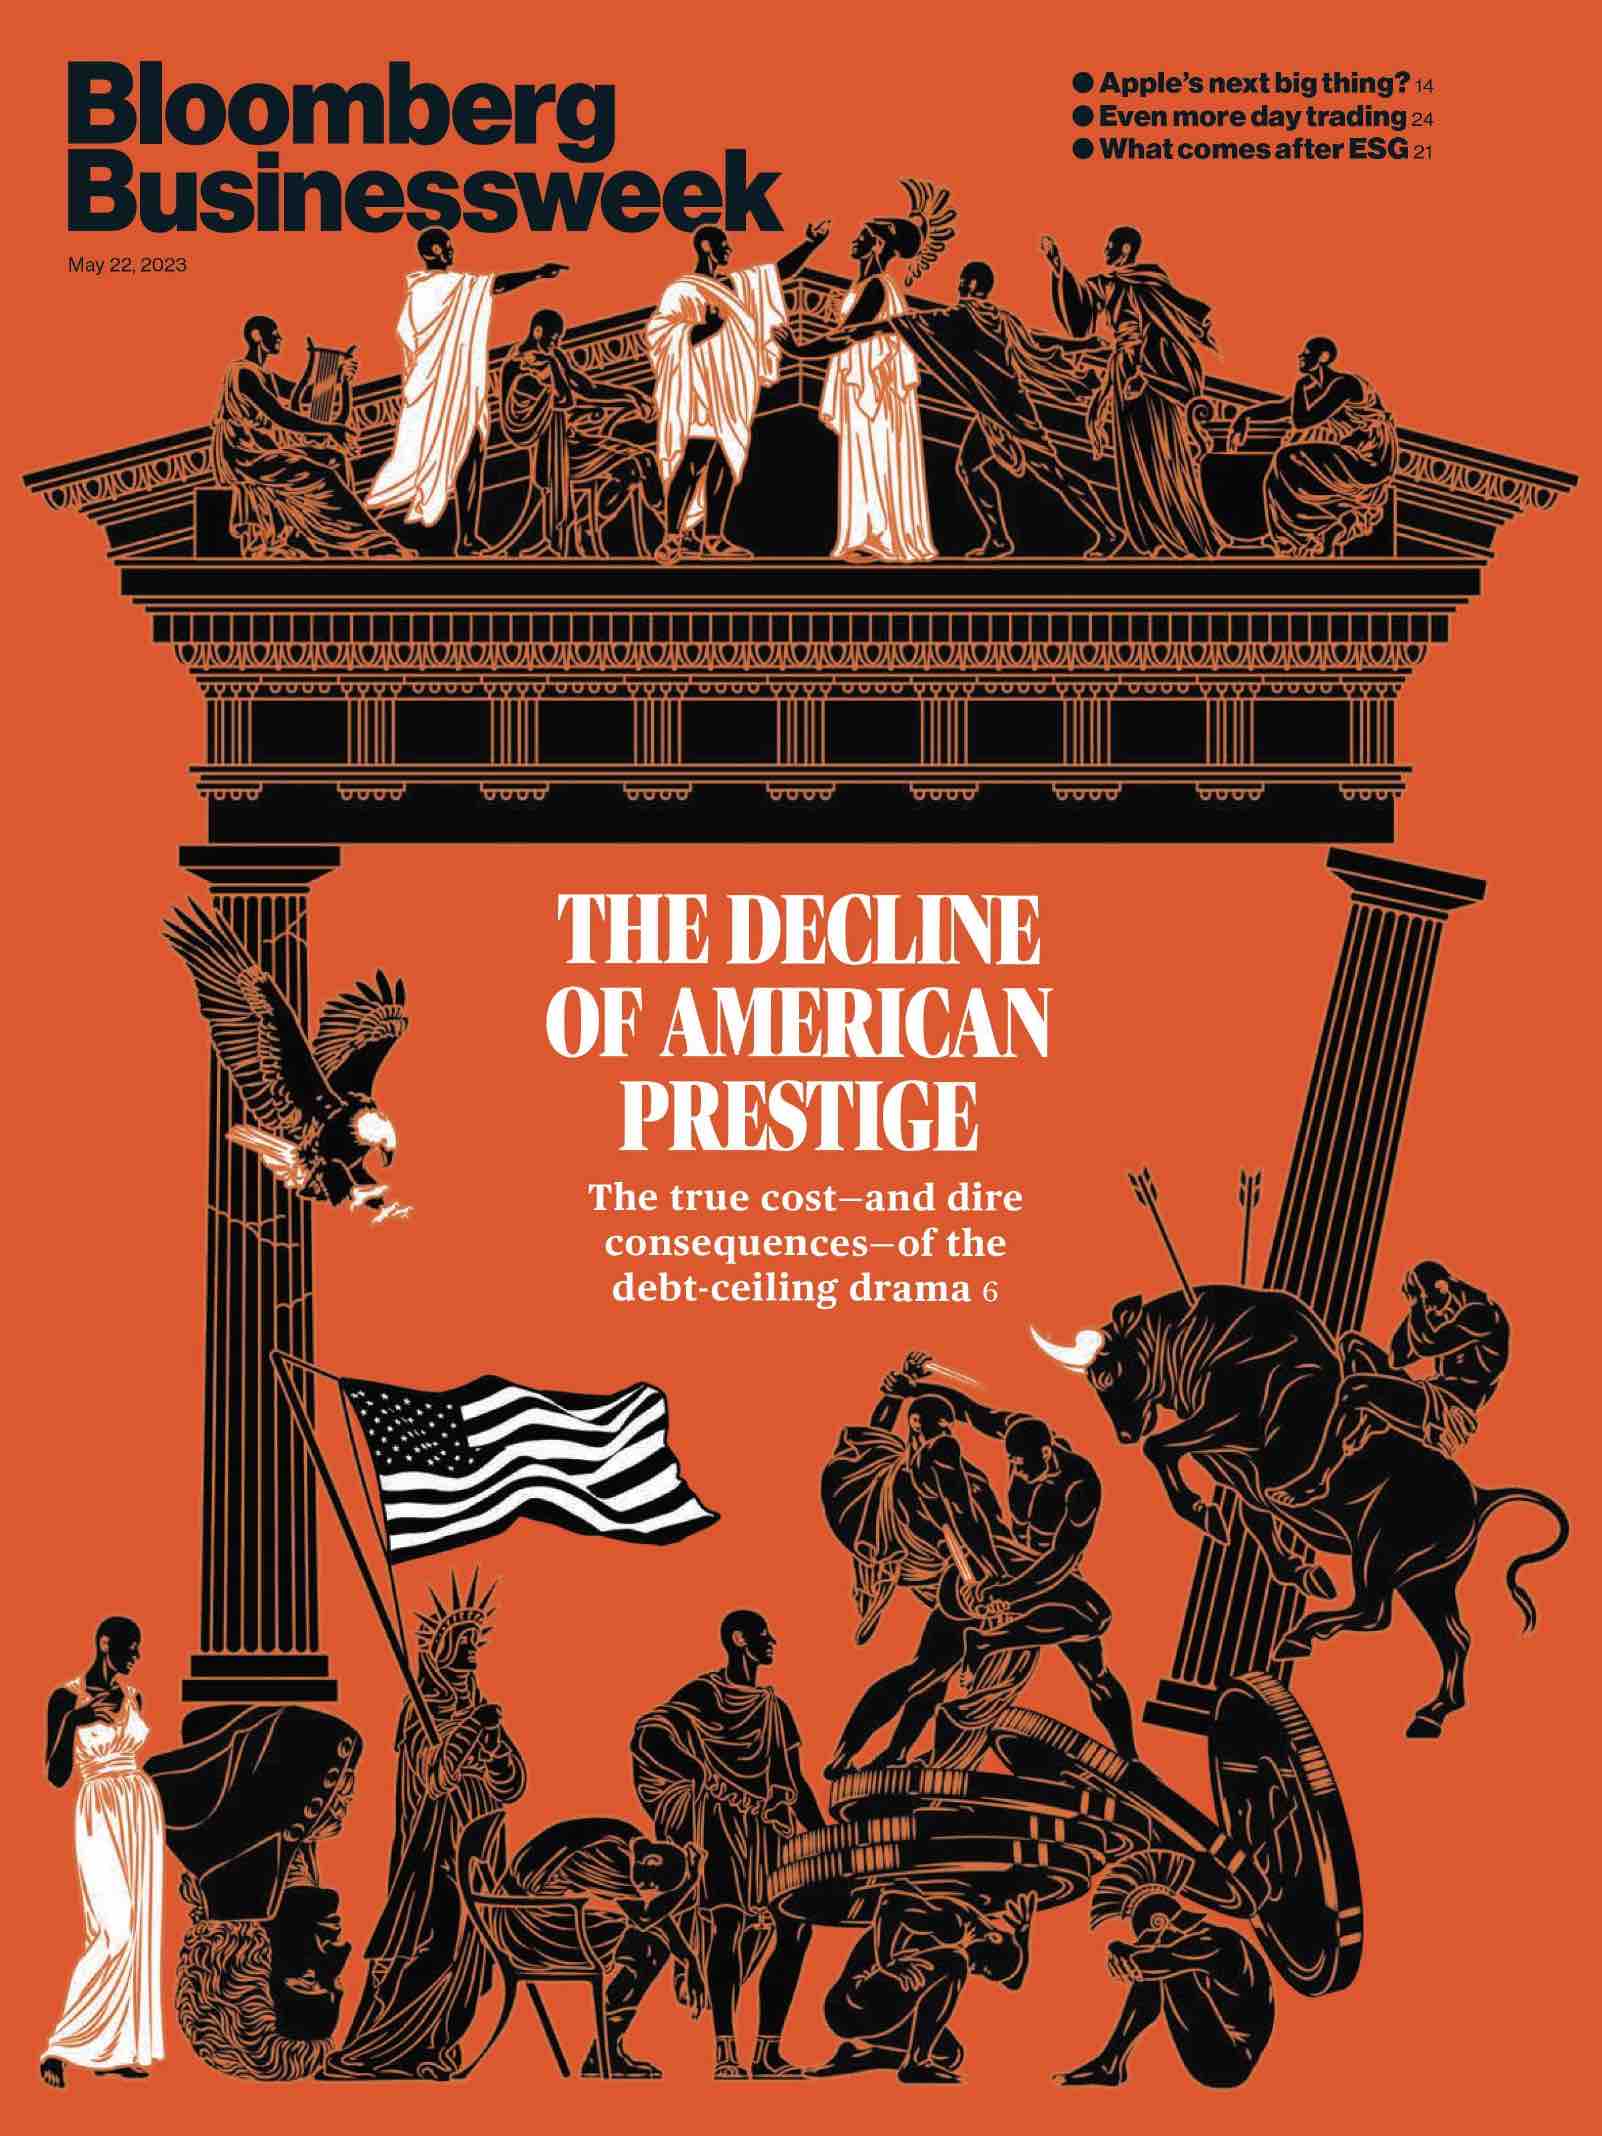 Bloomberg
Businessweek
May 22, 2023
● Apple’s next big thing? 14
● Even more day trading 24
● What comes after ESG 21
THE DECLINE
OF AMERICAN
PRESTIGE
The true cost—and dire
consequences—of the
debt-ceiling drama 6